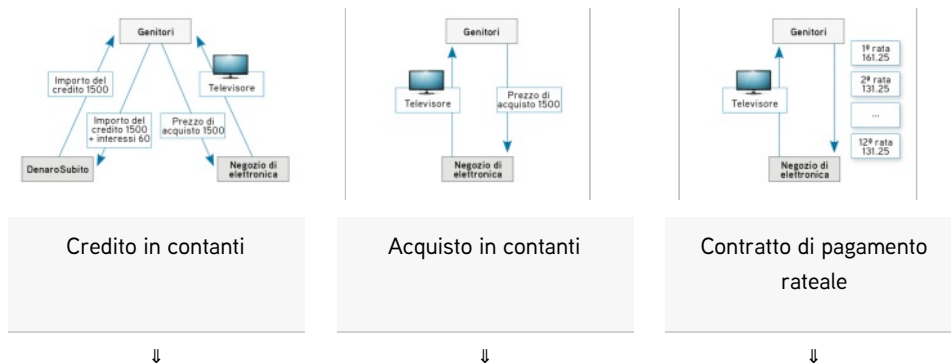 Genitori
Importo del
credito 1500
Televisore
Importo del
credito 1500
+ interessi 60
Prezzo di
acquisto 1500
DenaroSubito
Negozio di
elettronica
Genitori
Televisore
Prezzo di
acquisto 1500
Negozio di
elettronica
Genitori
Televisore
1ª rata
161.25
2ª rata
131.25
...
12ª rata
131.25
Negozio di
elettronica
Credito in contanti
Acquisto in contanti
Contratto di pagamento
rateale
⇓
⇓
⇓